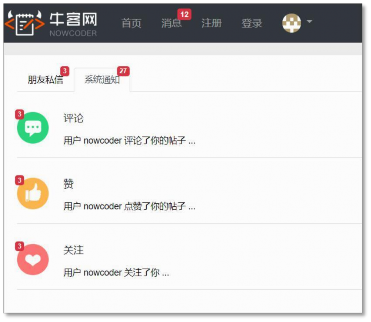 牛客网
NOWCODER
首页 消息 12 注册 登录
朋友私信 3 系统通知 27
3 评论
用户 nowcoder 评论了你的帖子 ...
3 赞
用户 nowcoder 点赞了你的帖子 ...
3 关注
用户 nowcoder 关注了你 ...